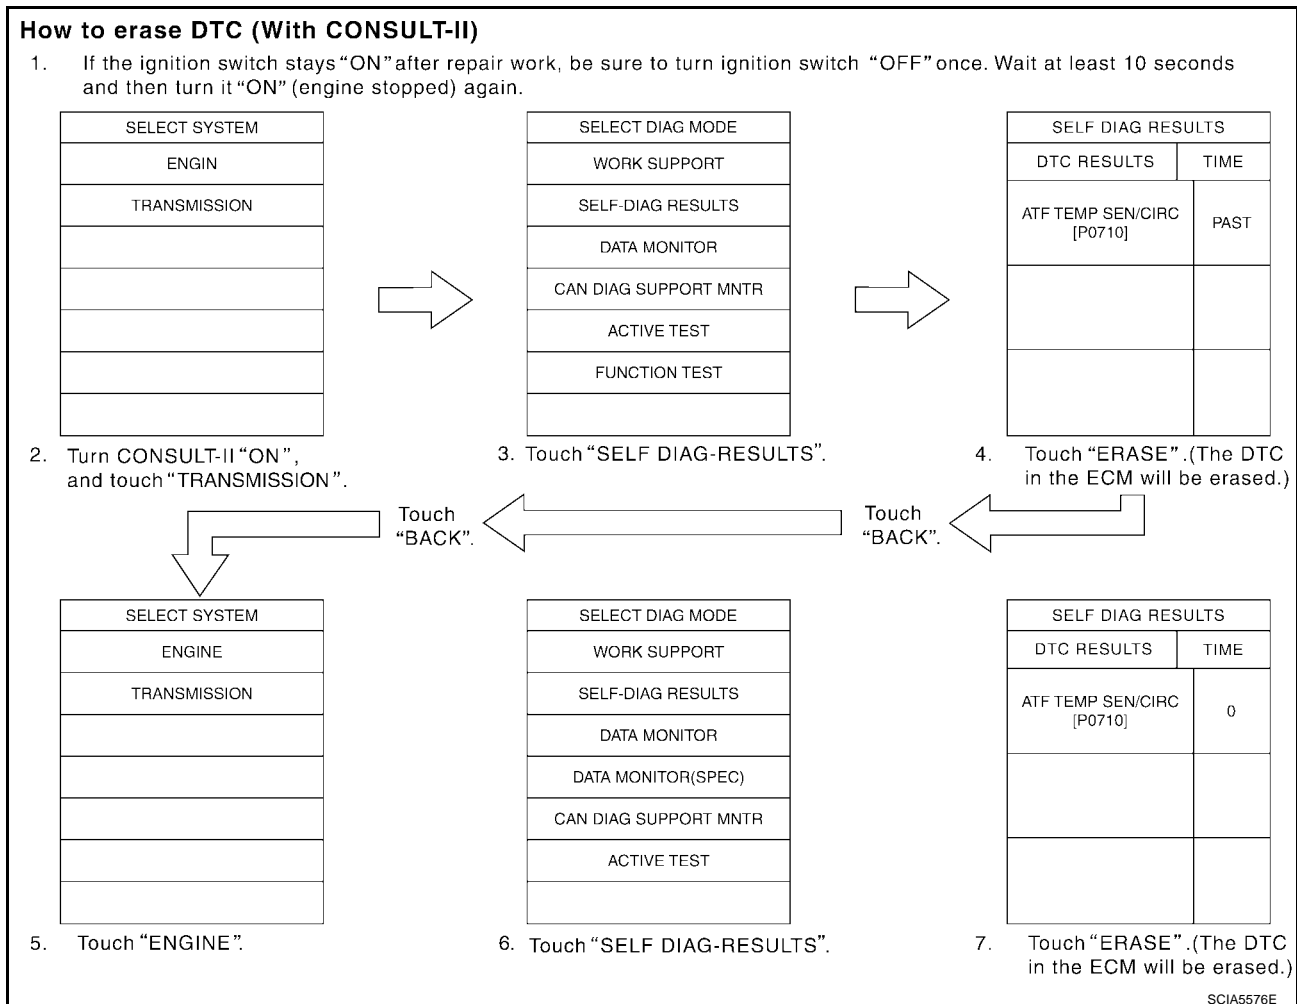 How to erase DTC (With CONSULT-II)
1. If the ignition switch stays “ON” after repair work, be sure to turn ignition switch “OFF” once. Wait at least 10 seconds
and then turn it “ON” (engine stopped) again.
SELECT SYSTEM
ENGIN
TRANSMISSION
SELECT DIAG MODE
WORK SUPPORT
SELF-DIAG RESULTS
DATA MONITOR
CAN DIAG SUPPORT MNTR
ACTIVE TEST
FUNCTION TEST
SELF DIAG RESULTS
DTC RESULTS TIME
ATF TEMP SEN/CIRC
[P0710]
PAST
2. Turn CONSULT-II “ON”,
and touch “TRANSMISSION”.
3. Touch “SELF DIAG-RESULTS”.
4. Touch “ERASE”.(The DTC
in the ECM will be erased.)
Touch
“BACK”.
Touch
“BACK”.
SELECT SYSTEM
ENGINE
TRANSMISSION
SELECT DIAG MODE
WORK SUPPORT
SELF-DIAG RESULTS
DATA MONITOR
DATA MONITOR(SPEC)
CAN DIAG SUPPORT MNTR
ACTIVE TEST
SELF DIAG RESULTS
DTC RESULTS TIME
ATF TEMP SEN/CIRC
[P0710]
0
5. Touch “ENGINE”.
6. Touch “SELF DIAG-RESULTS”.
7. Touch “ERASE”.(The DTC
in the ECM will be erased.)
SCIA5576E